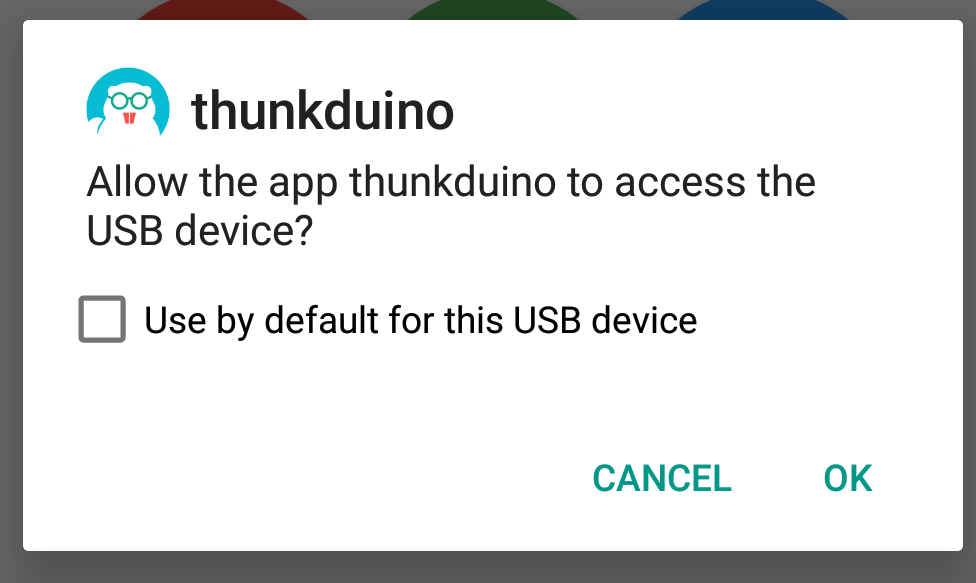 thunkduino
Allow the app thunkduino to access the
USB device?
Use by default for this USB device
CANCEL OK